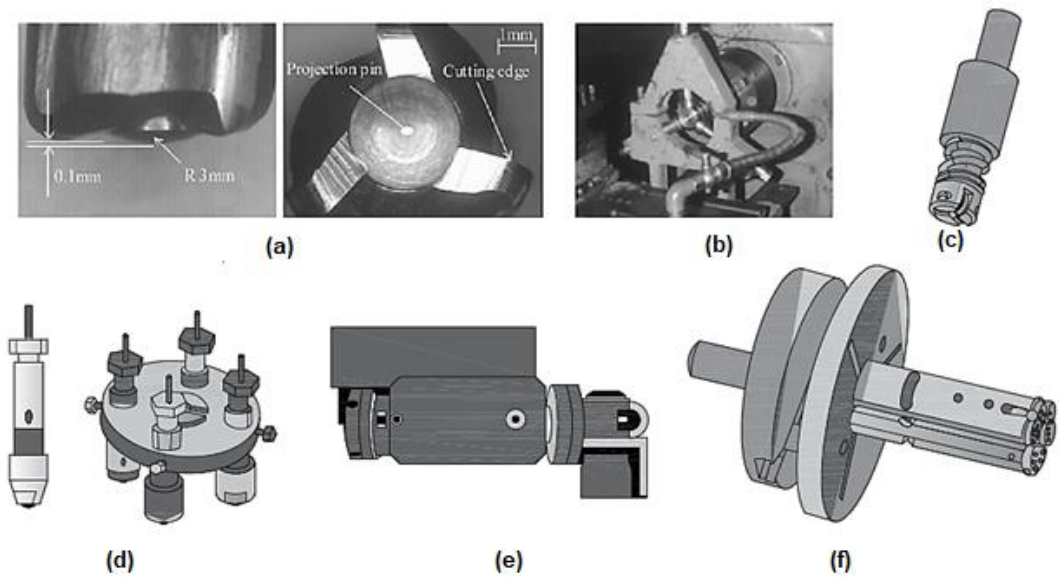 1mm
Projection pin
Cutting edge
0.1mm
R 3mm
(a)
(b)
(c)
(d)
(e)
(f)